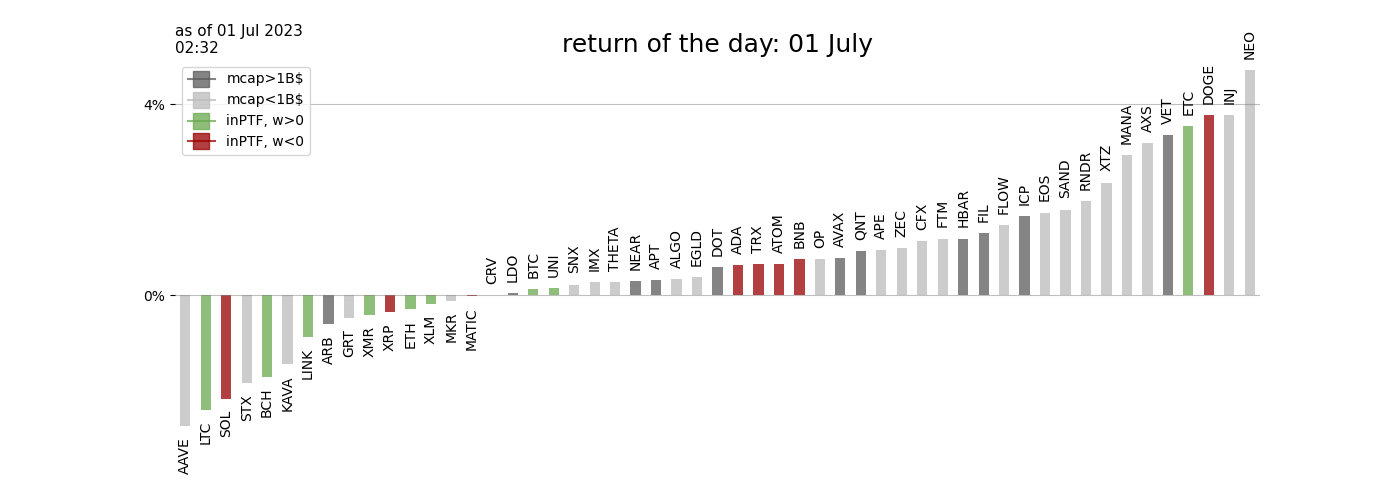 as of 01 Jul 2023
02:32
return of the day: 01 July
mcap>1B$
mcap<1B$
inPTF, w>0
inPTF, w<0
4%
0%
AAVE
LTC
SOL
STX
BCH
KAVA
LINK
ARB
GRT
XMR
XRP
ETH
XLM
MKR
MATIC
CRV
LDO
BTC
UNI
SNX
IMX
THETA
NEAR
APT
ALGO
EGLD
DOT
ADA
TRX
ATOM
BNB
OP
AVAX
QNT
APE
ZEC
CFX
FTM
HBAR
FIL
FLOW
ICP
EOS
SAND
RNDR
XTZ
MANA
AXS
VET
ETC
DOGE
INJ
NEO